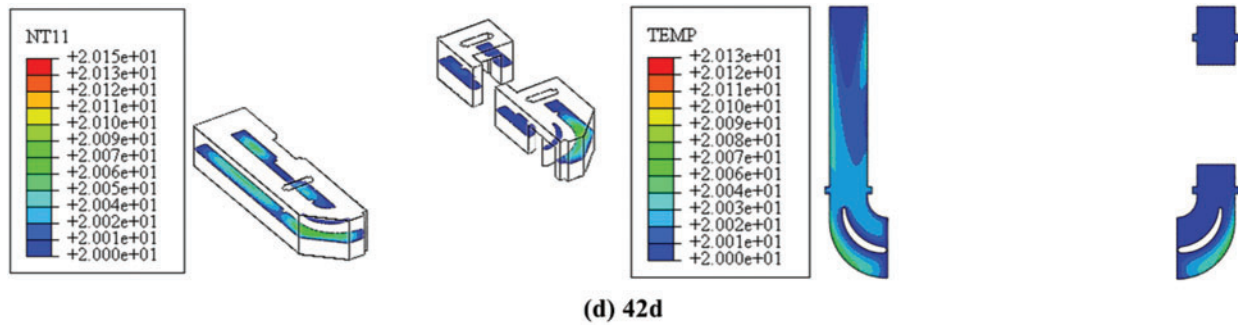 NT11
+2.015e+01
+2.013e+01
+2.012e+01
+2.011e+01
+2.010e+01
+2.009e+01
+2.007e+01
+2.006e+01
+2.005e+01
+2.004e+01
+2.002e+01
+2.001e+01
+2.000e+01
TEMP
+2.013e+01
+2.012e+01
+2.011e+01
+2.010e+01
+2.009e+01
+2.008e+01
+2.007e+01
+2.006e+01
+2.004e+01
+2.003e+01
+2.002e+01
+2.001e+01
+2.000e+01
(d) 42d